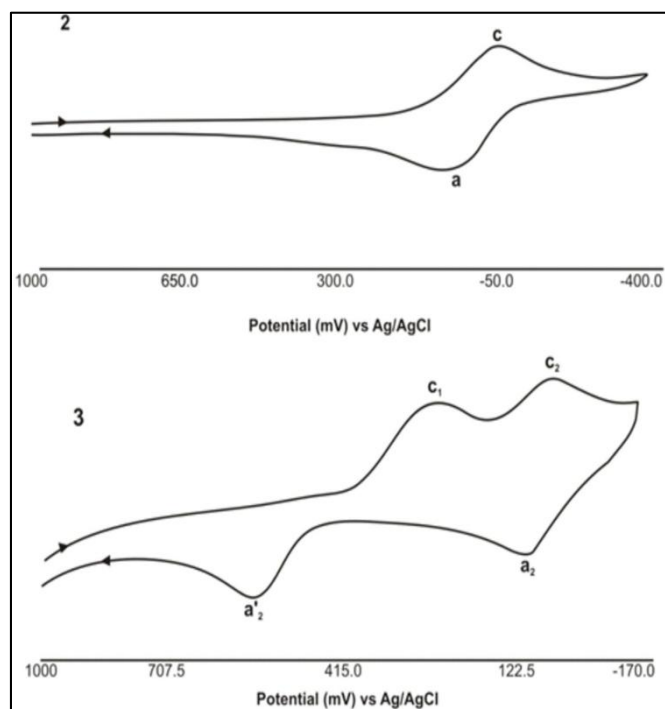 2
c
a
1000 650.0 300.0 -50.0 -400.0
Potential (mV) vs Ag/AgCl
3
c₁ c₂
a'₂ a₂
1000 707.5 415.0 122.5 -170.0
Potential (mV) vs Ag/AgCl